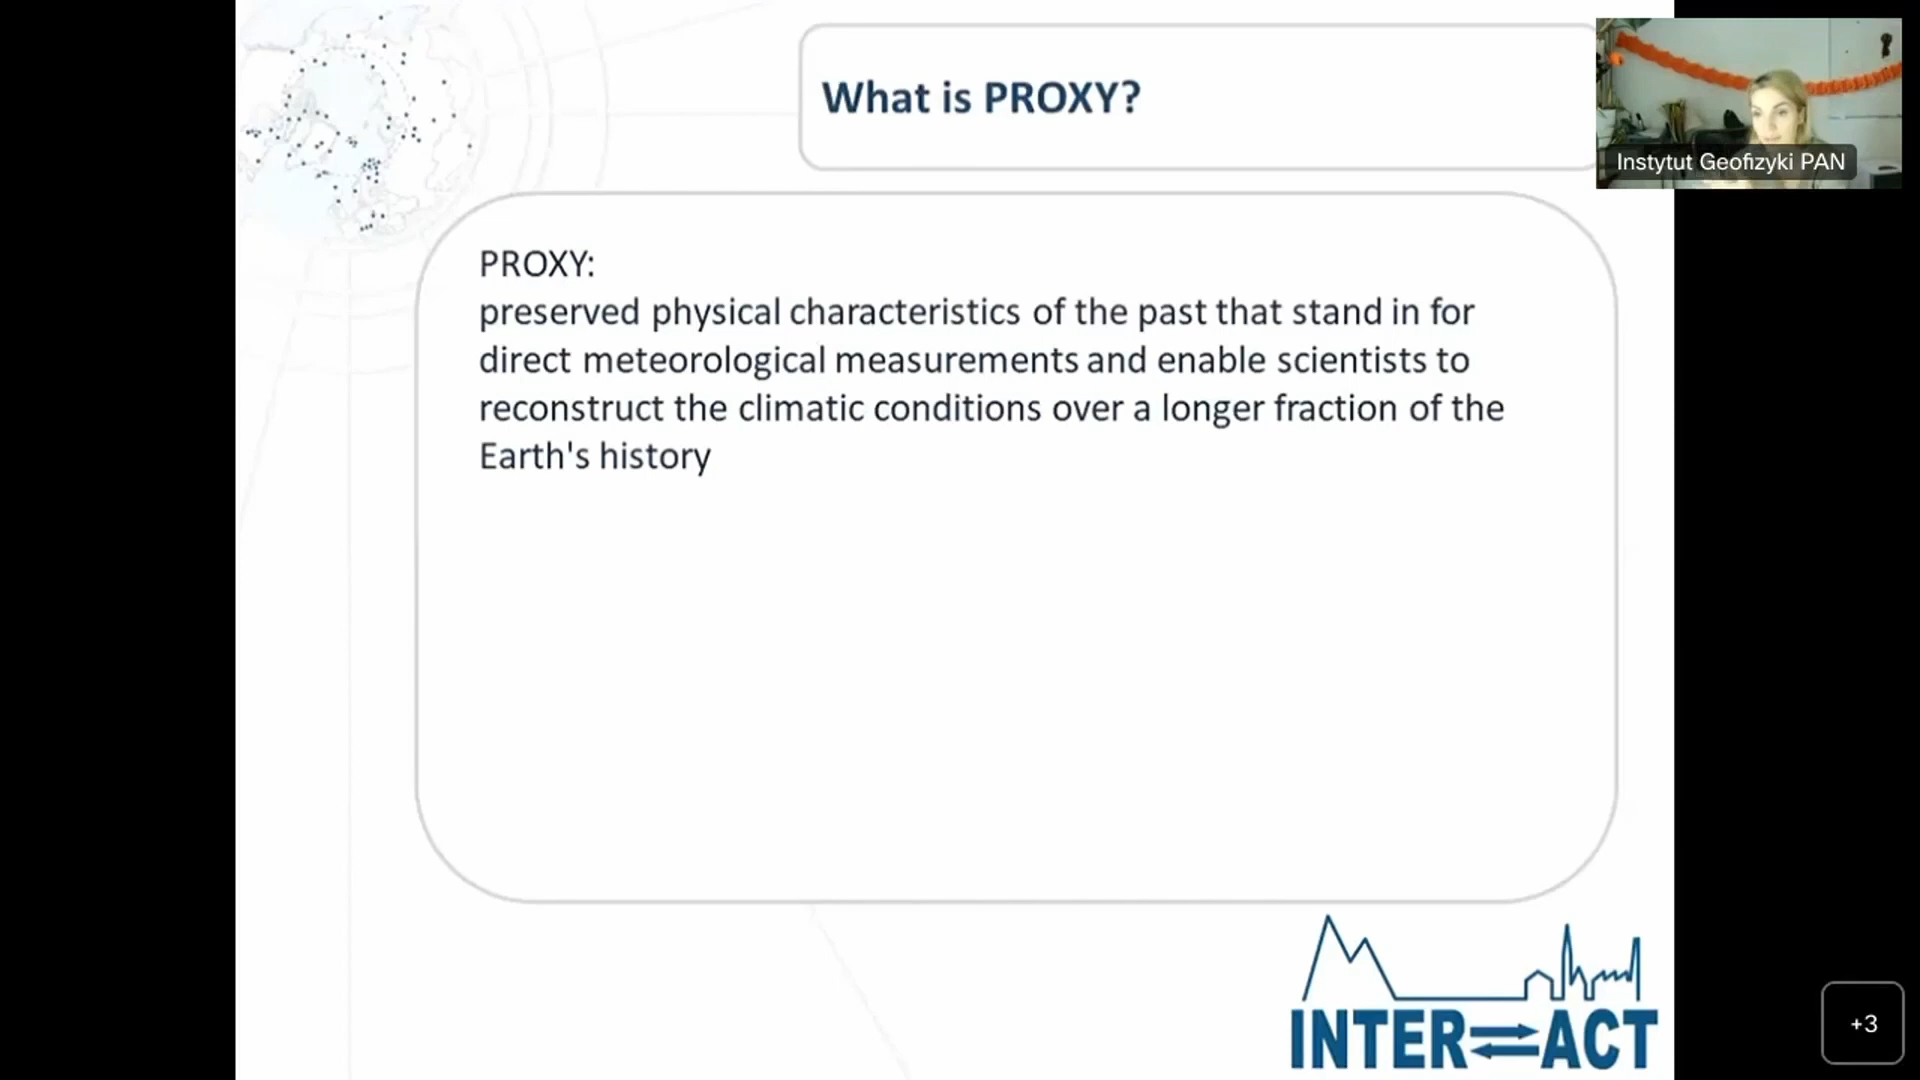 What is PROXY?
Instytut Geofizyki PAN
PROXY:
preserved physical characteristics of the past that stand in for
direct meteorological measurements and enable scientists to
reconstruct the climatic conditions over a longer fraction of the
Earth's history
INTER ACT
+3